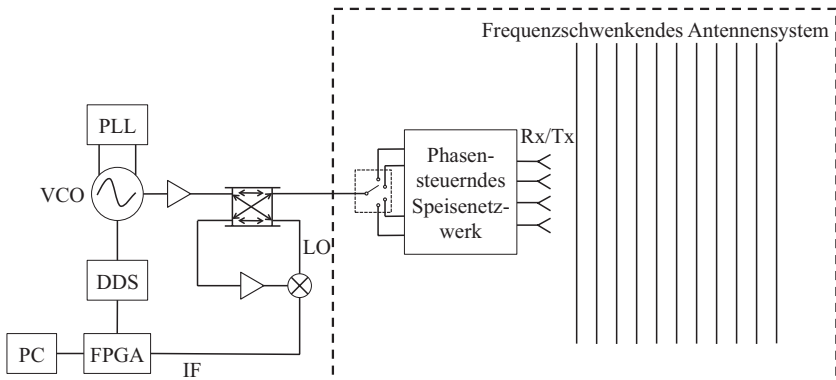 Frequenzschwenkendes Antennensystem
PLL
VCO
DDS
PC
FPGA
IF
LO
Phasen-
steuerndes
Speisenetz-
werk
Rx/Tx